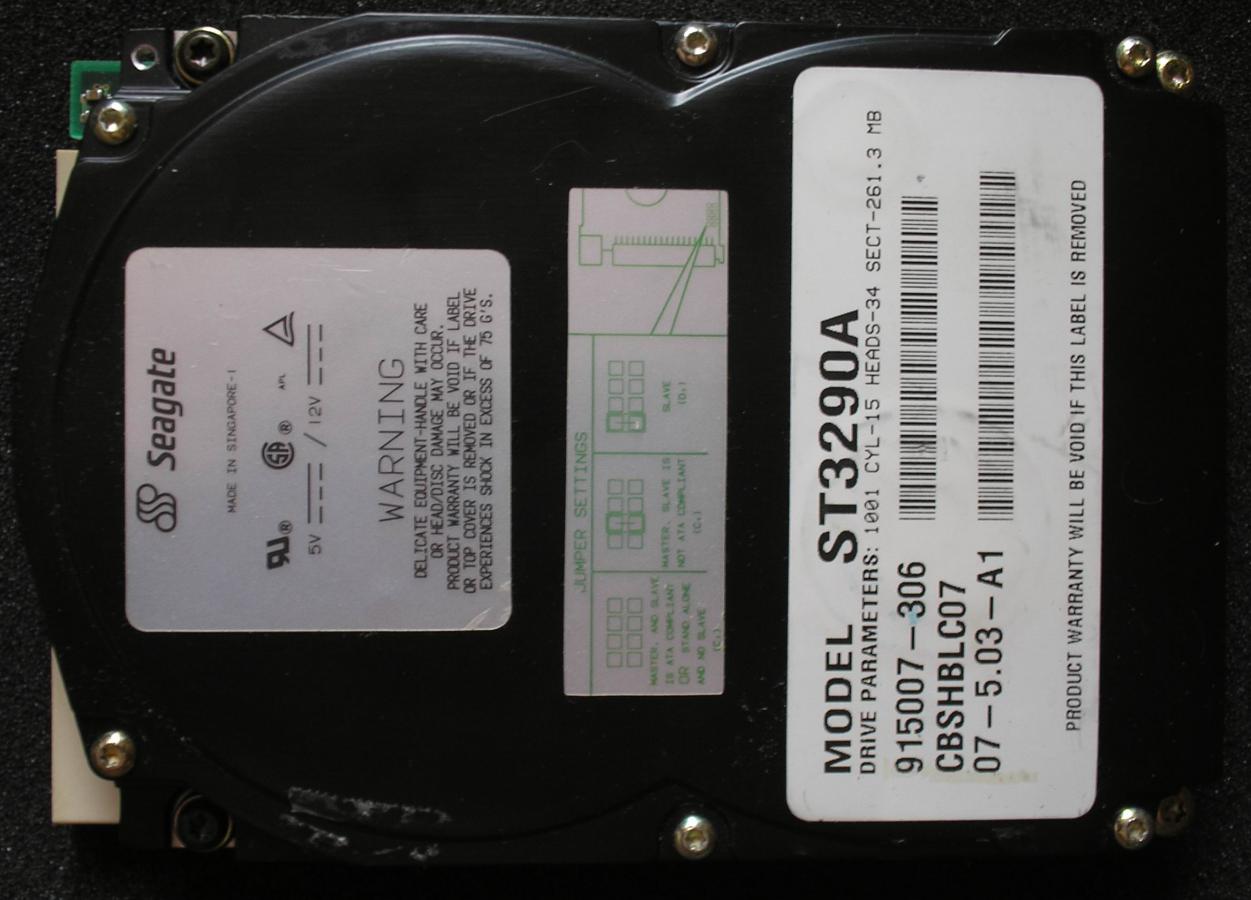 Seagate
MADE IN SINGAPORE-1
5V / 12V
APL
WARNING
DELICATE EQUIPMENT-HANDLE WITH CARE
OR HEAD/DISC DAMAGE MAY OCCUR.
PRODUCT WARRANTY WILL BE VOID IF LABEL
OR TOP COVER IS REMOVED OR IF THE DRIVE
EXPERIENCES SHOCK IN EXCESS OF 75 G'S.
JUMPER SETTINGS
MASTER, AND SLAVE
IS ATA COMPLIANT
OR STAND ALONE
AND NO SLAVE
MASTER, SLAVE IS
NOT ATA COMPLIANT
SLAVE
MODEL ST3290A
DRIVE PARAMETERS: 1001 CYL-15 HEADS-34 SECT-261.3 MB
915007-306
CBSHBLC07
07-5.03-A1
PRODUCT WARRANTY WILL BE VOID IF THIS LABEL IS REMOVED